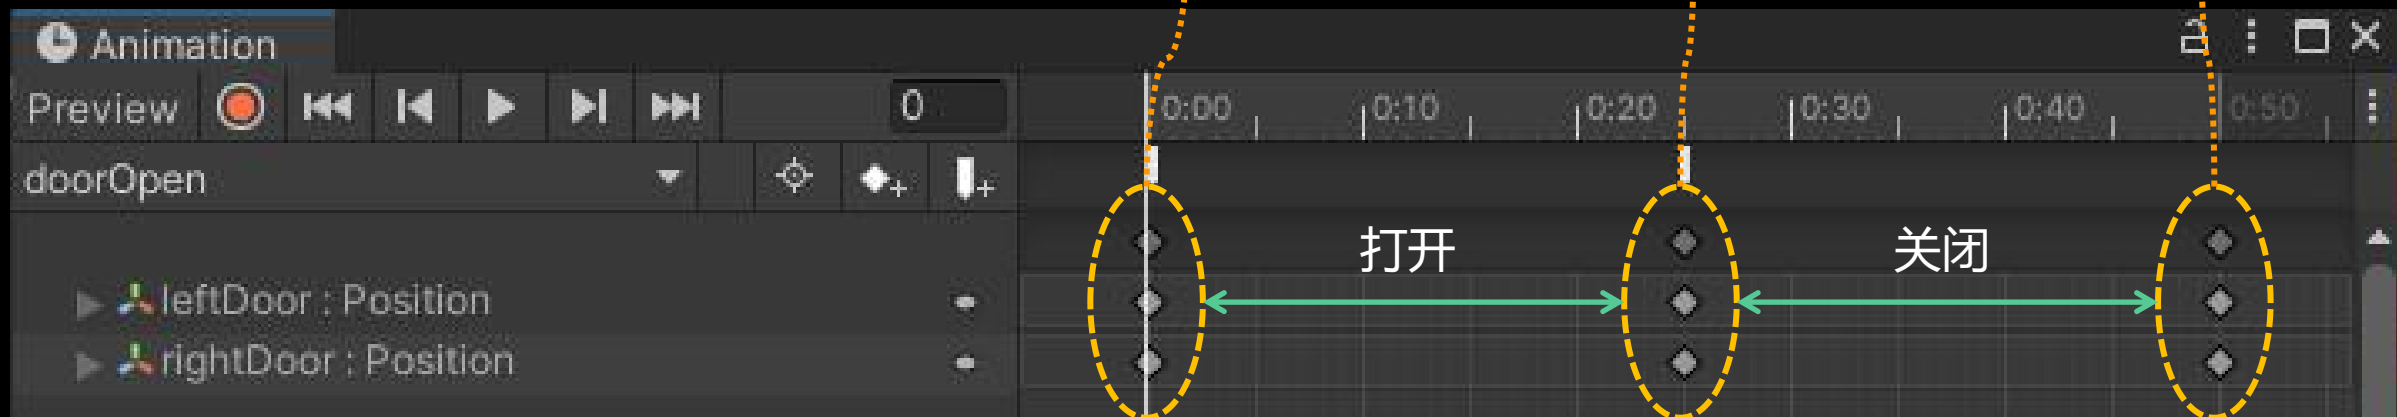 Animation
Preview 0 0:00 0:10 0:20 0:30 0:40 0:50
doorOpen
打开 关闭
leftDoor : Position
rightDoor : Position